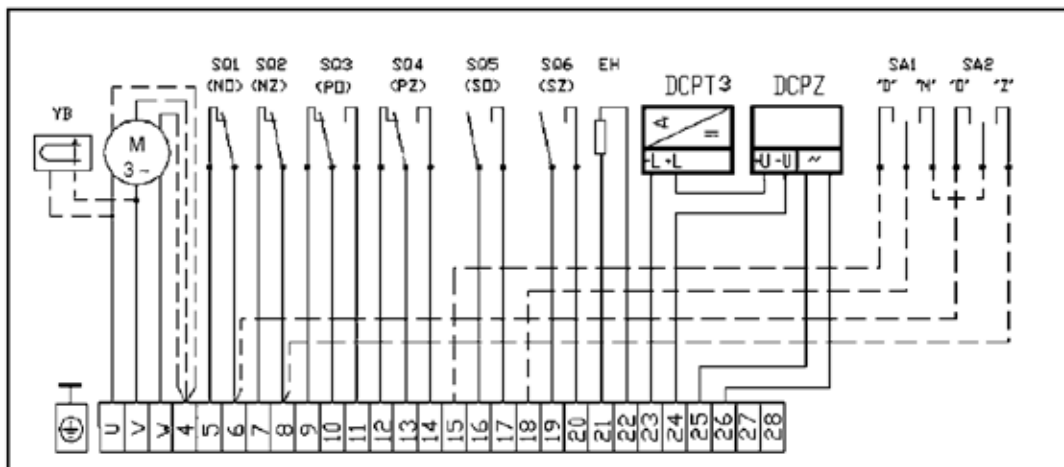 SQ1 SQ2 SQ3 SQ4 SQ5 SQ6 EH DCPT3 DCPZ SA1 SA2
(NO) (NZ) (PO) (PZ) (SO) (SZ) "D" "M" "O" "Z"
YB
M
3~
A
-L +L +U -U ~
U V W 4 5 6 7 8 9 10 11 12 13 14 15 16 17 18 19 20 21 22 23 24 25 26 27 28